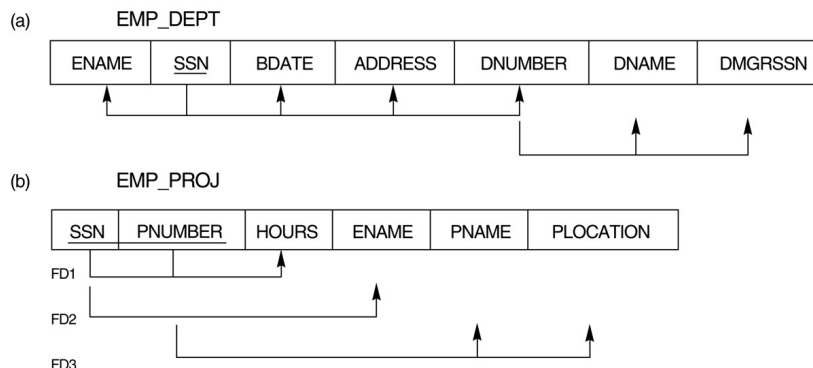 (a) EMP_DEPT
ENAME SSN BDATE ADDRESS DNUMBER DNAME DMGRSSN
(b) EMP_PROJ
SSN PNUMBER HOURS ENAME PNAME PLOCATION
FD1
FD2
FD3